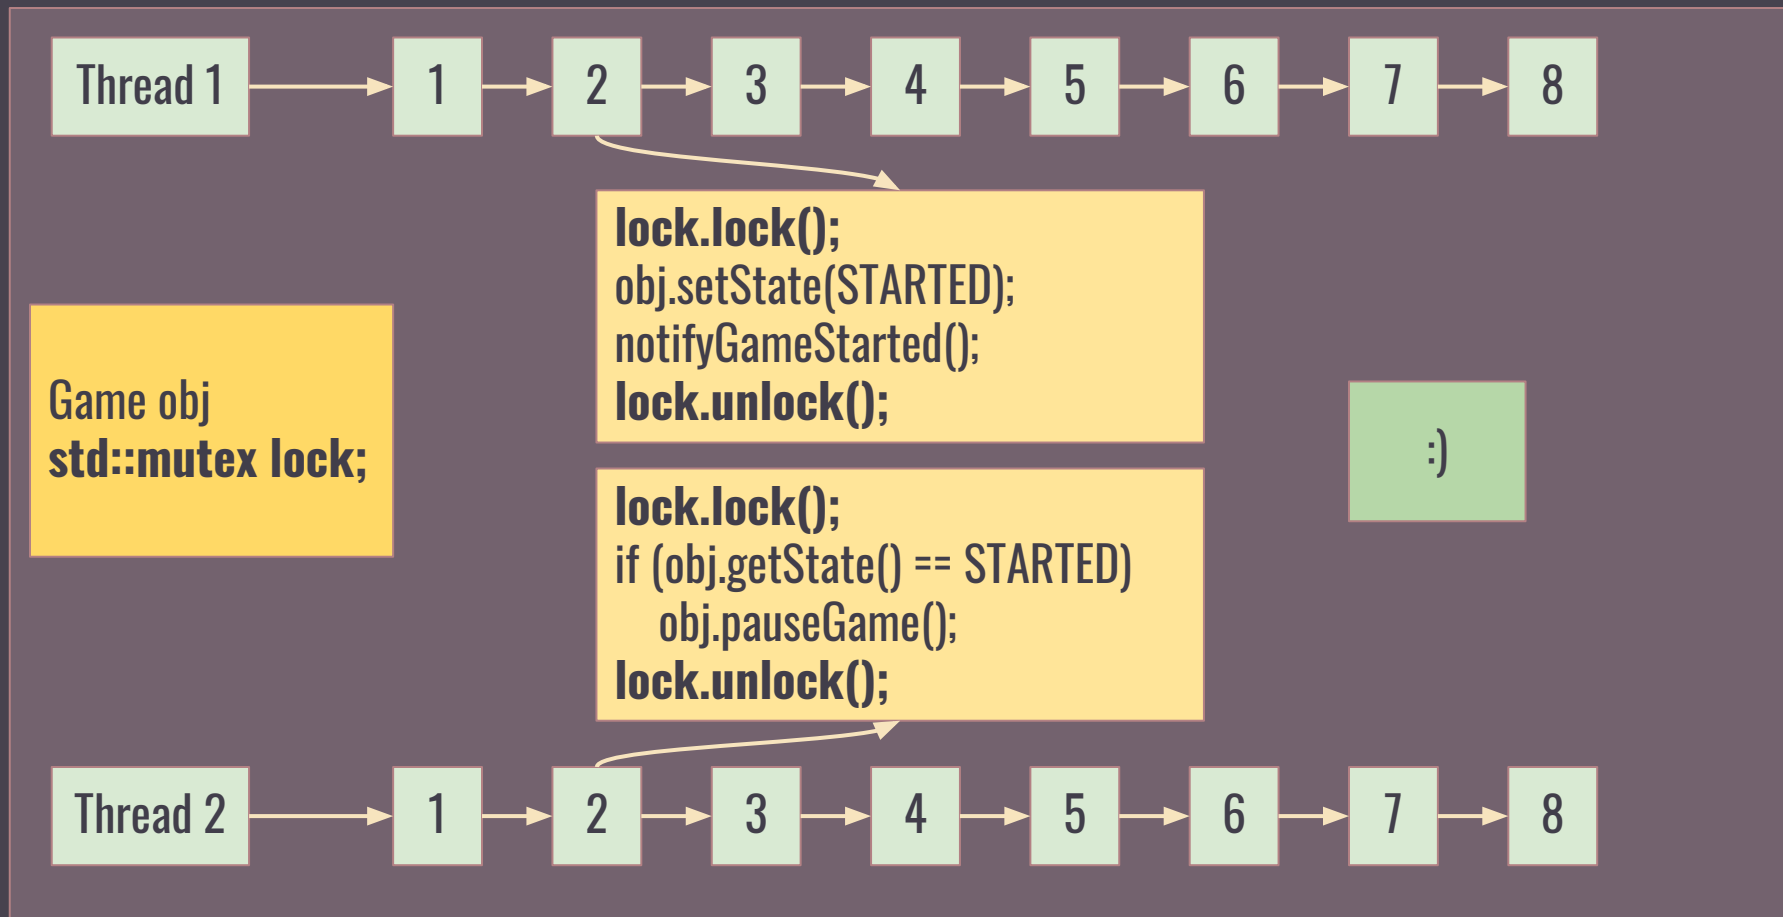 Thread 1
1
2
3
4
5
6
7
8
lock.lock();
obj.setState(STARTED);
notifyGameStarted();
lock.unlock();
Game obj
std::mutex lock;
:)
lock.lock();
if (obj.getState() == STARTED)
obj.pauseGame();
lock.unlock();
Thread 2
1
2
3
4
5
6
7
8